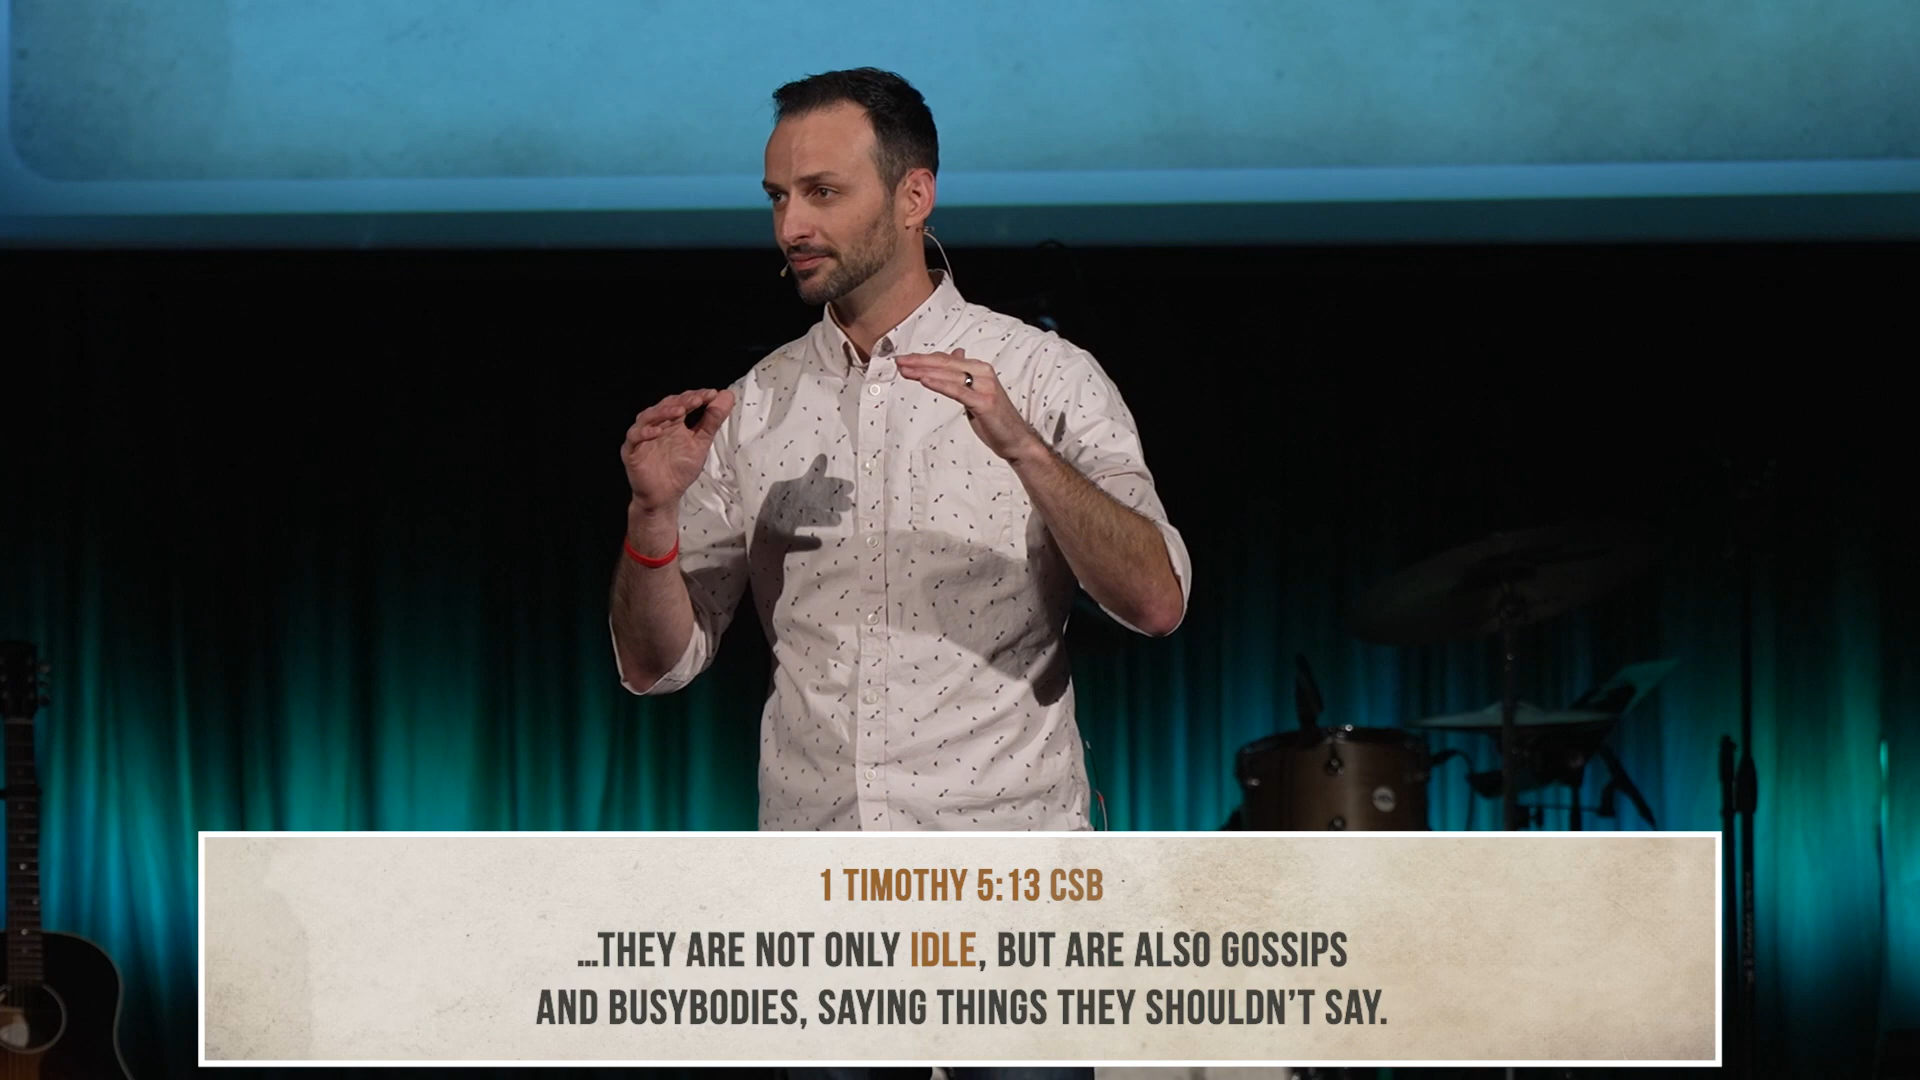 1 TIMOTHY 5:13 CSB
...THEY ARE NOT ONLY IDLE, BUT ARE ALSO GOSSIPS
AND BUSYBODIES, SAYING THINGS THEY SHOULDN'T SAY.